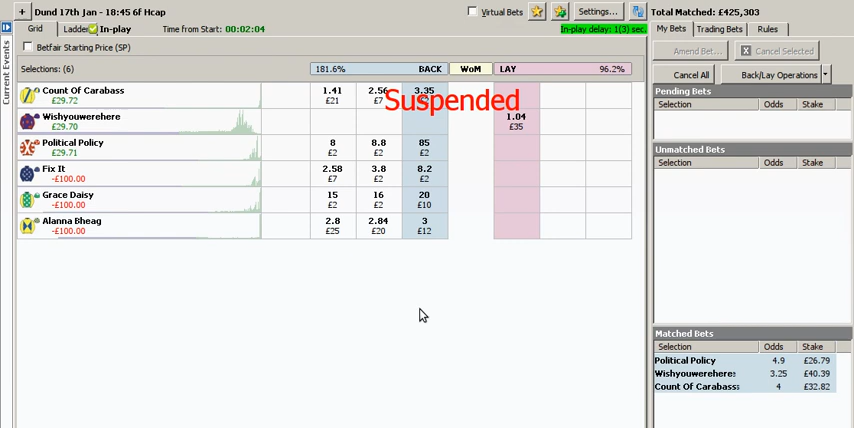 + Dund 17th Jan - 18:45 6f Hcap Virtual Bets Settings... Total Matched: £425,303
Grid Ladder In-play Time from Start: 00:02:04 In-play delay: 1(3) sec. My Bets Trading Bets Rules
Betfair Starting Price (SP) Amend Bet... X Cancel Selected
Selections: (6) 181.6% BACK WoM LAY 96.2% Cancel All Back/Lay Operations
Current Events
Suspended
Count Of Carabass 1.41 2.56 3.35
£29.72 £21 £7
Wishyouwerehere 1.04
£29.70 £35
Political Policy 8 8.8 85
£29.71 £2 £2 £2
Fix It 2.58 3.8 8.2
-£100.00 £7 £2 £2
Grace Daisy 15 16 20
-£100.00 £2 £2 £10
Alanna Bheag 2.8 2.84 3
-£100.00 £25 £20 £12
Pending Bets
Selection Odds Stake
Unmatched Bets
Selection Odds Stake
Matched Bets
Selection Odds Stake
Political Policy 4.9 £26.79
Wishyouwerehere: 3.25 £40.39
Count Of Carabass: 4 £32.82